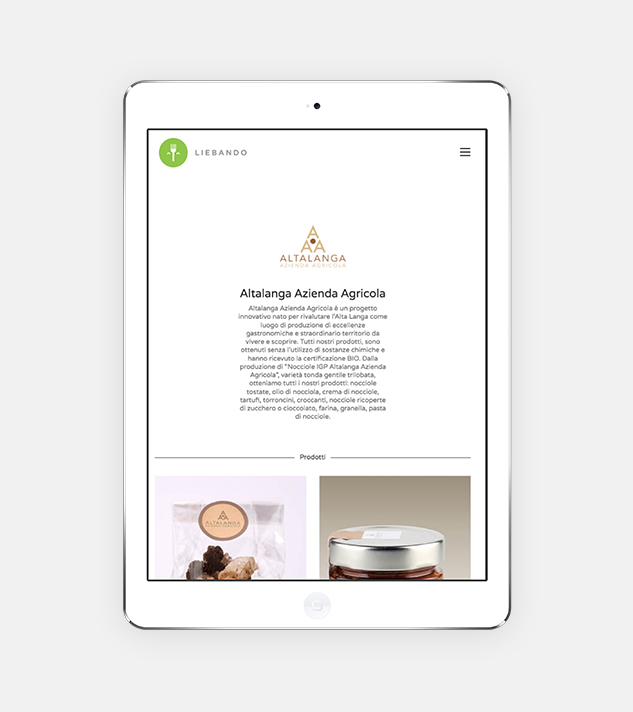 LIEBANDO
A
AA
ALTALANGA
AZIENDA AGRICOLA
Altalanga Azienda Agricola
Altalanga Azienda Agricola è un progetto
innovativo nato per rivalutare l'Alta Langa come
luogo di produzione di eccellenze
gastronomiche e straordinario territorio da
vivere e scoprire. Tutti nostri prodotti, sono
ottenuti senza l'utilizzo di sostanze chimiche e
hanno ricevuto la certificazione BIO. Dalla
produzione di "Nocciole IGP Altalanga Azienda
Agricola", varietà tonda gentile trilobata,
otteniamo tutti i nostri prodotti: nocciole
tostate, olio di nocciola, crema di nocciole,
tartufi, torroncini, croccanti, nocciole ricoperte
di zucchero o cioccolato, farina, granella, pasta
di nocciole.
Prodotti
ALTALANGA
AZIENDA AGRICOLA